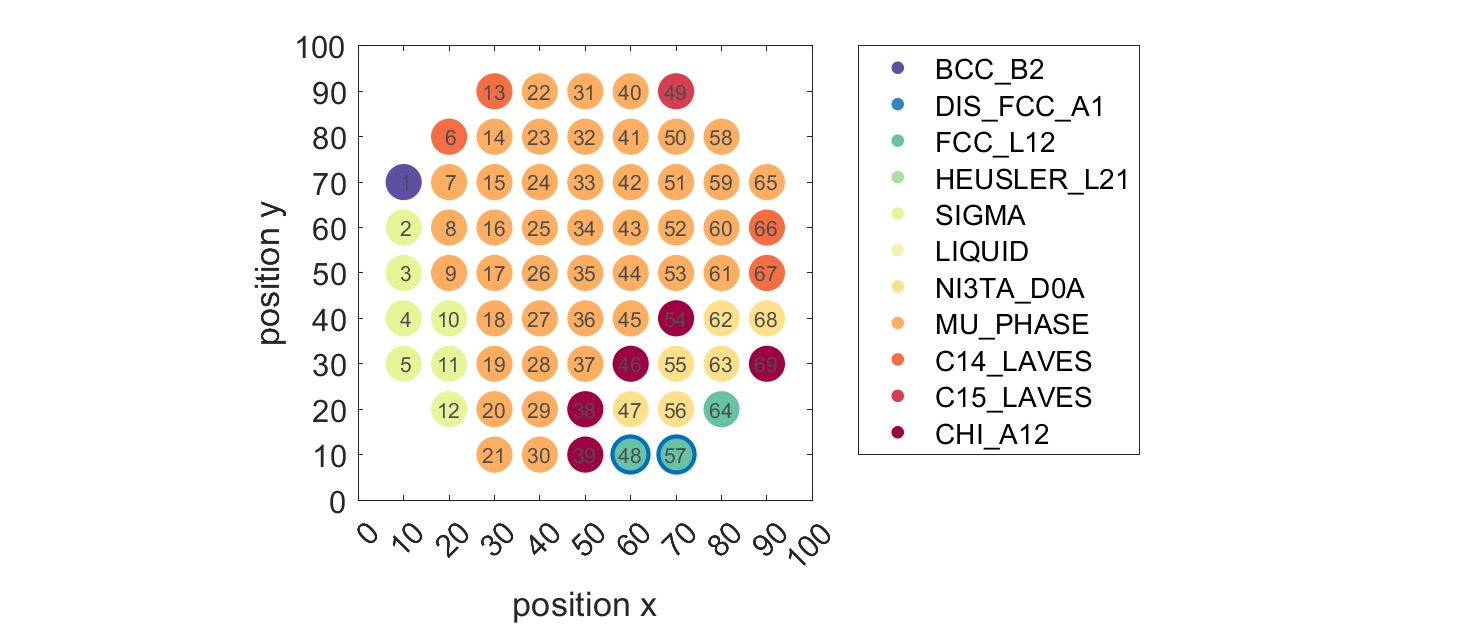 100
90 13 22 31 40 49
80 6 14 23 32 41 50 58
70 1 7 15 24 33 42 51 59 65
60 2 8 16 25 34 43 52 60 66
50 3 9 17 26 35 44 53 61 67
40 4 10 18 27 36 45 54 62 68
30 5 11 19 28 37 46 55 63 69
20 12 20 29 38 47 56 64
10 21 30 39 48 57
0
0 10 20 30 40 50 60 70 80 90 100
position x
position y
BCC_B2
DIS_FCC_A1
FCC_L12
HEUSLER_L21
SIGMA
LIQUID
NI3TA_D0A
MU_PHASE
C14_LAVES
C15_LAVES
CHI_A12